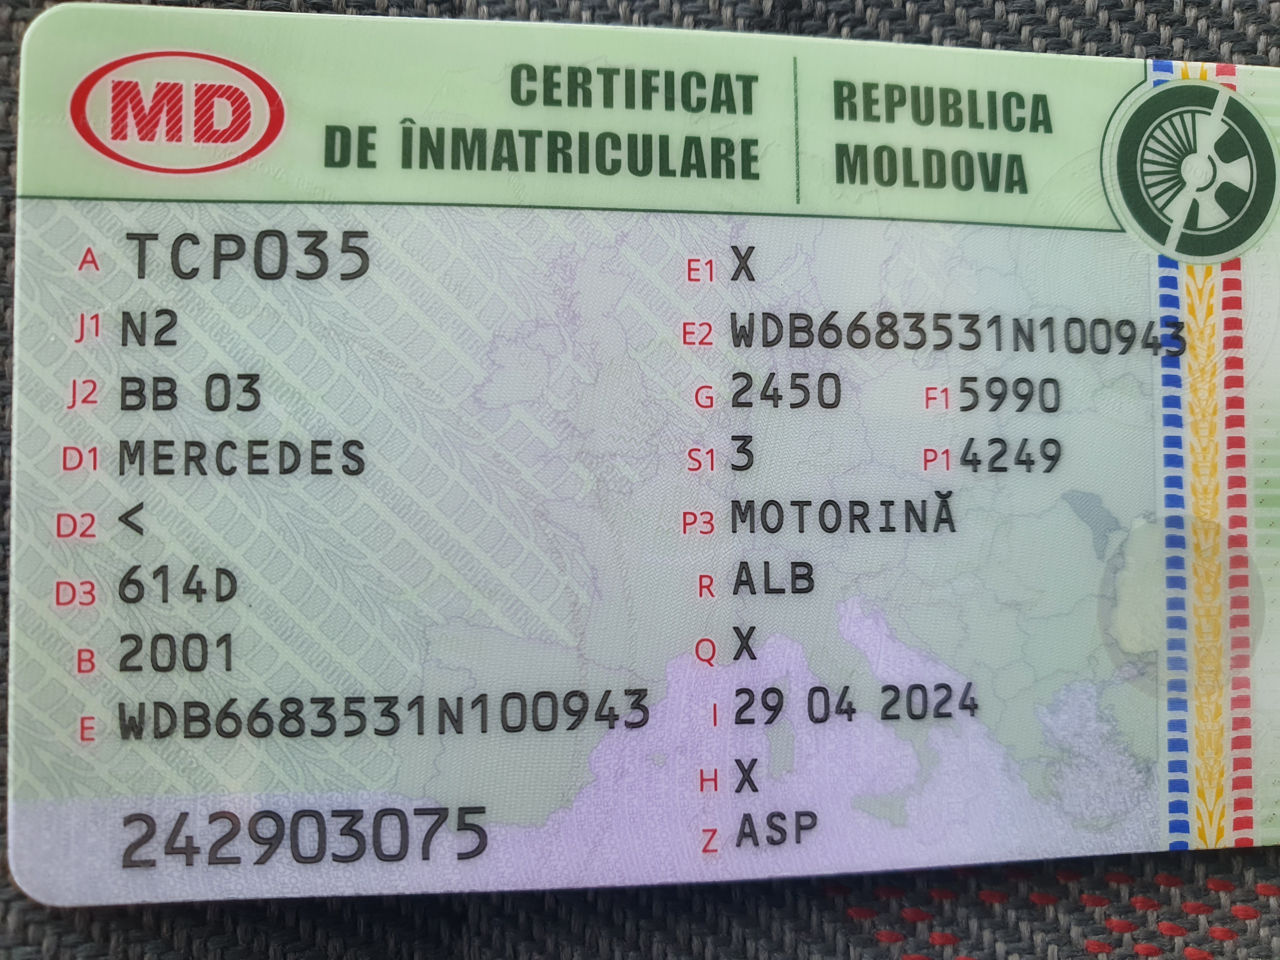 MD
CERTIFICAT
DE ÎNMATRICULARE
REPUBLICA
MOLDOVA
A TCP035
J1 N2
J2 BB 03
D1 MERCEDES
D2 <
D3 614D
B 2001
E WDB6683531N100943
242903075
E1 X
E2 WDB6683531N100943
G 2450 F1 5990
S1 3 P1 4249
P3 MOTORINĂ
R ALB
Q X
I 29 04 2024
H X
Z ASP